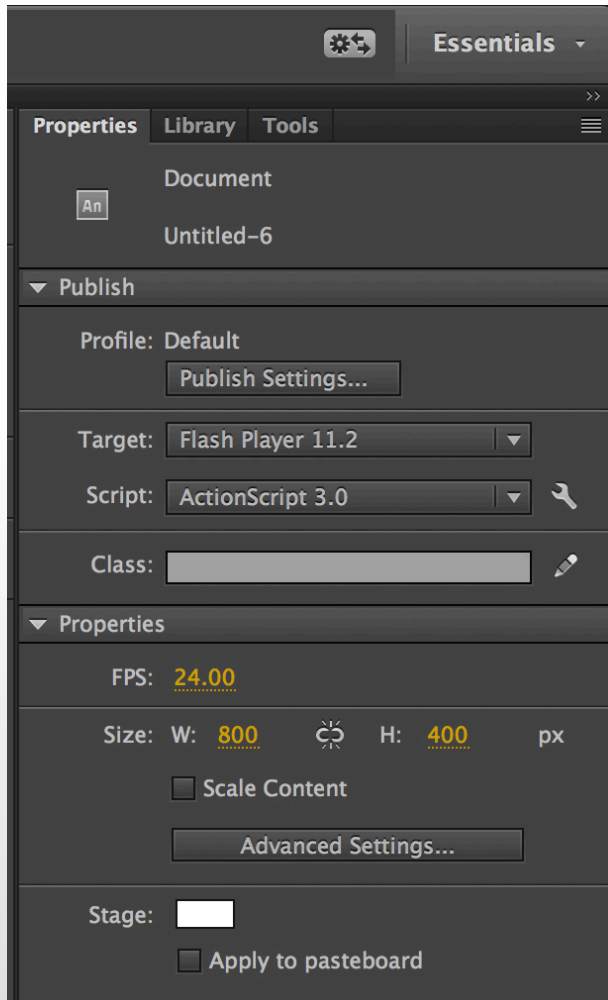 Essentials
Properties Library Tools
Document
An
Untitled-6
Publish
Profile: Default
Publish Settings...
Target: Flash Player 11.2
Script: ActionScript 3.0
Class:
Properties
FPS: 24.00
Size: W: 800 H: 400 px
Scale Content
Advanced Settings...
Stage:
Apply to pasteboard